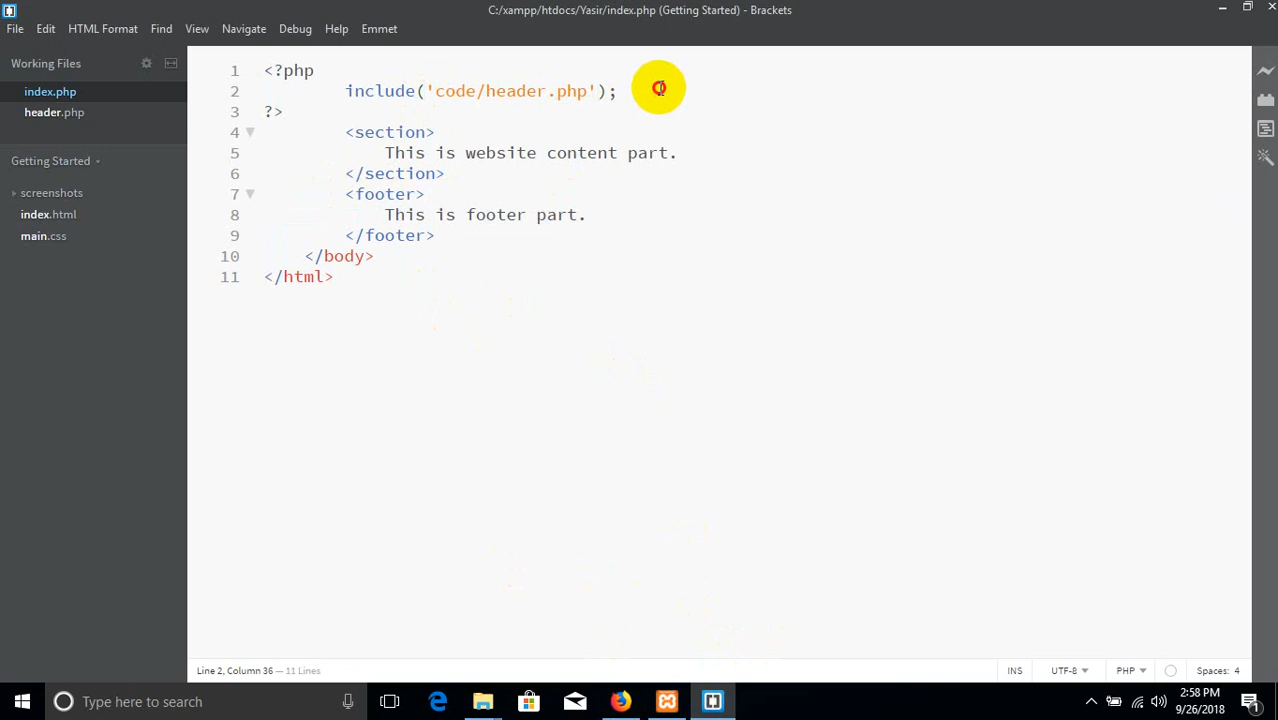 C:/xampp/htdocs/Yasir/index.php (Getting Started) - Brackets
File Edit HTML Format Find View Navigate Debug Help Emmet
Working Files
index.php
header.php
Getting Started
screenshots
index.html
main.css
1 <?php
2 include('code/header.php');
3 ?>
4 <section>
5 This is website content part.
6 </section>
7 <footer>
8 This is footer part.
9 </footer>
10 </body>
11 </html>
Line 2, Column 36 — 11 Lines
INS UTF-8 PHP Spaces: 4
Type here to search
2:58 PM
9/26/2018
1